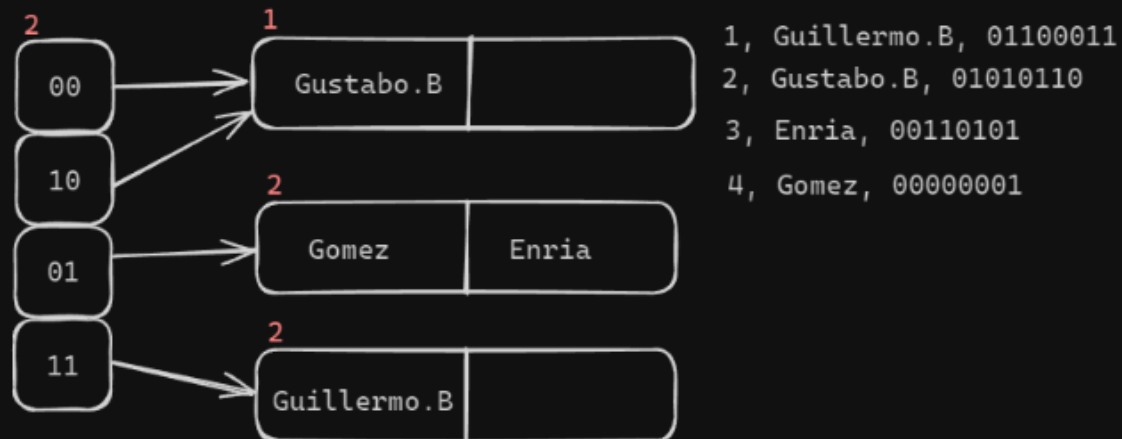 2
00
10
01
11
1
Gustabo.B
2
Gomez Enria
2
Guillermo.B
1, Guillermo.B, 01100011
2, Gustabo.B, 01010110
3, Enria, 00110101
4, Gomez, 00000001